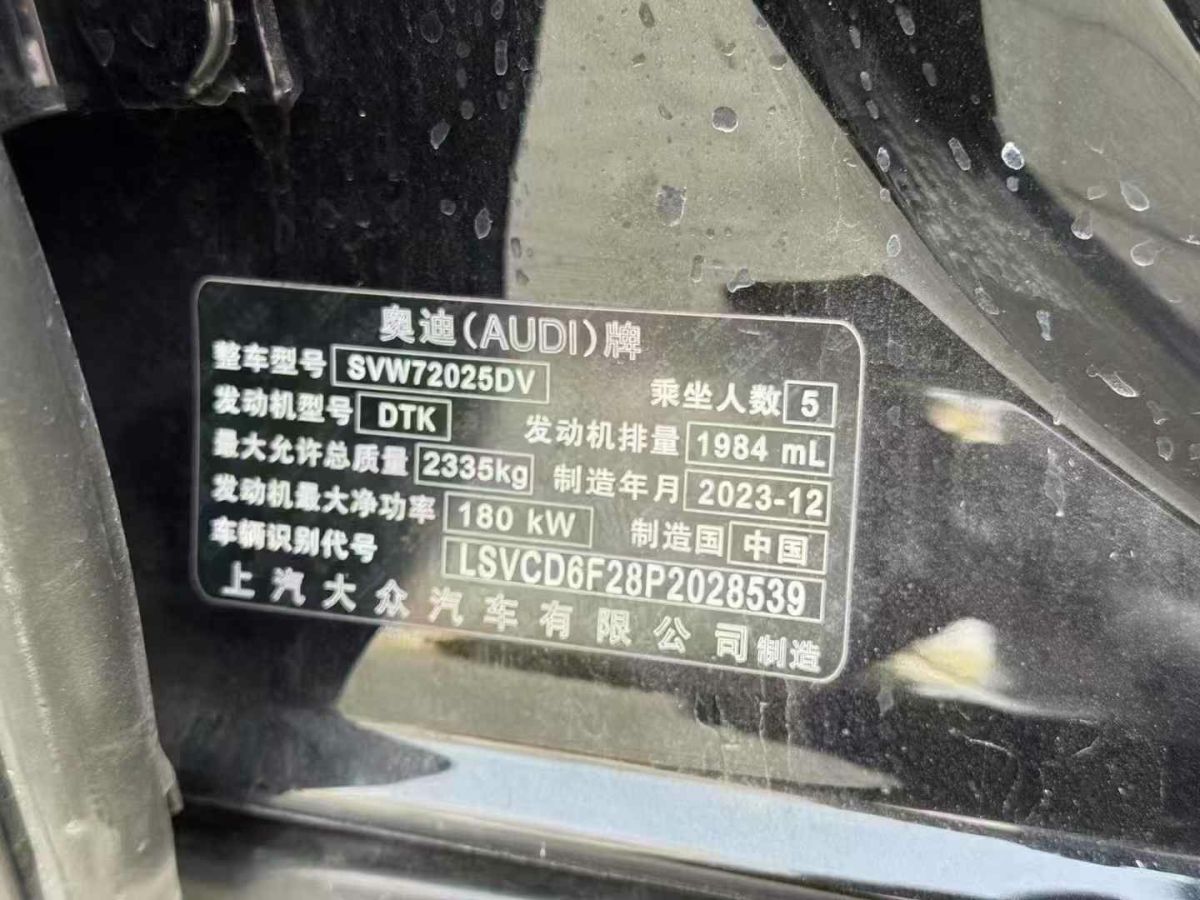 奥迪(AUDI)牌
整车型号 SVW72025DV 乘坐人数 5
发动机型号 DTK 发动机排量 1984 mL
最大允许总质量 2335kg 制造年月 2023-12
发动机最大净功率 180 kW 制造国 中国
车辆识别代号 LSVCD6F28P2028539
上汽大众汽车有限公司制造